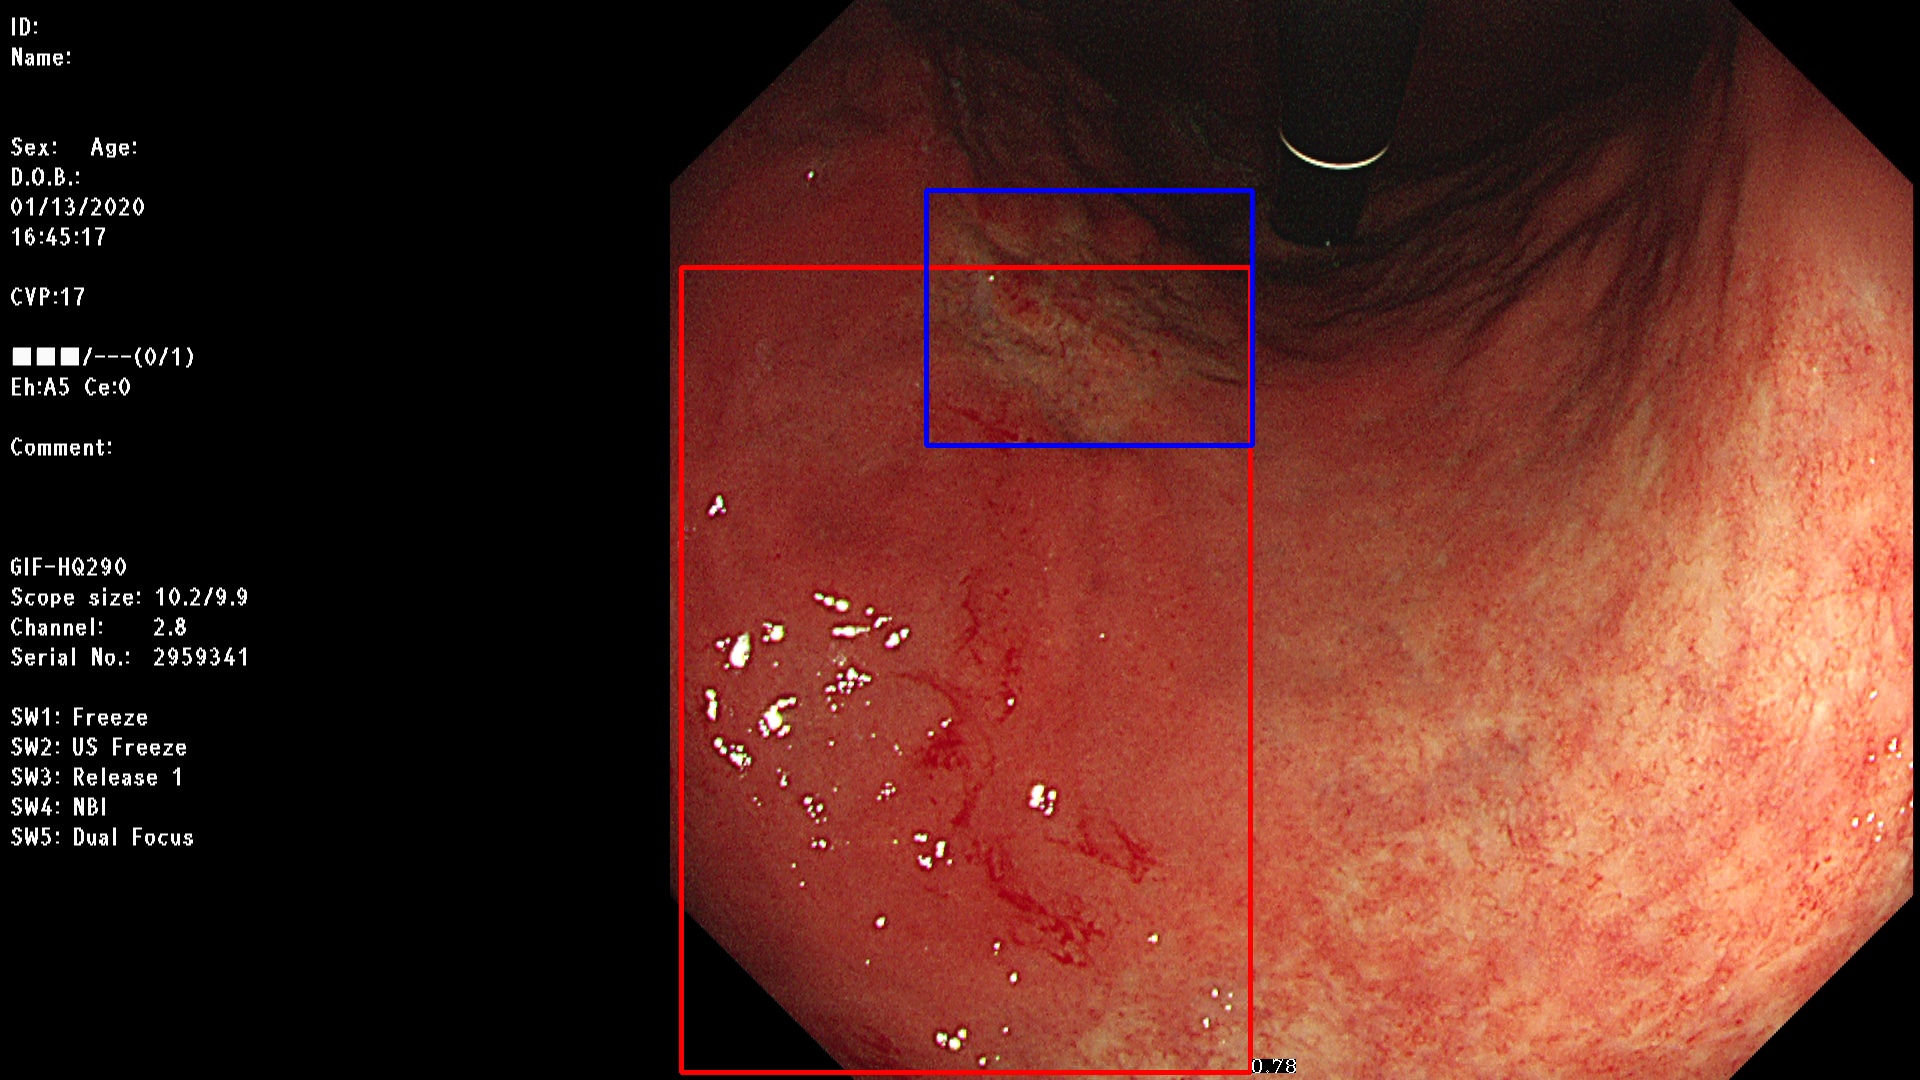 ID:
Name:
Sex: Age:
D.O.B.:
01/13/2020
16:45:17
CVP:17
■■■/---(0/1)
Eh:A5 Ce:0
Comment:
GIF-HQ290
Scope size: 10.2/9.9
Channel: 2.8
Serial No.: 2959341
SW1: Freeze
SW2: US Freeze
SW3: Release 1
SW4: NBI
SW5: Dual Focus
0.78